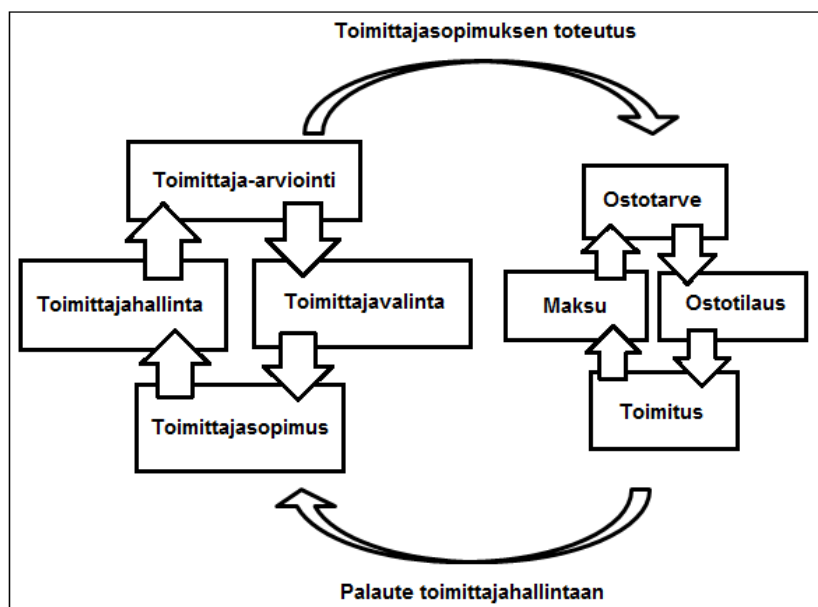 Toimittajasopimuksen toteutus
Toimittaja-arviointi
Toimittajahallinta
Toimittajavalinta
Toimittajasopimus
Ostotarve
Maksu
Ostotilaus
Toimitus
Palaute toimittajahallintaan